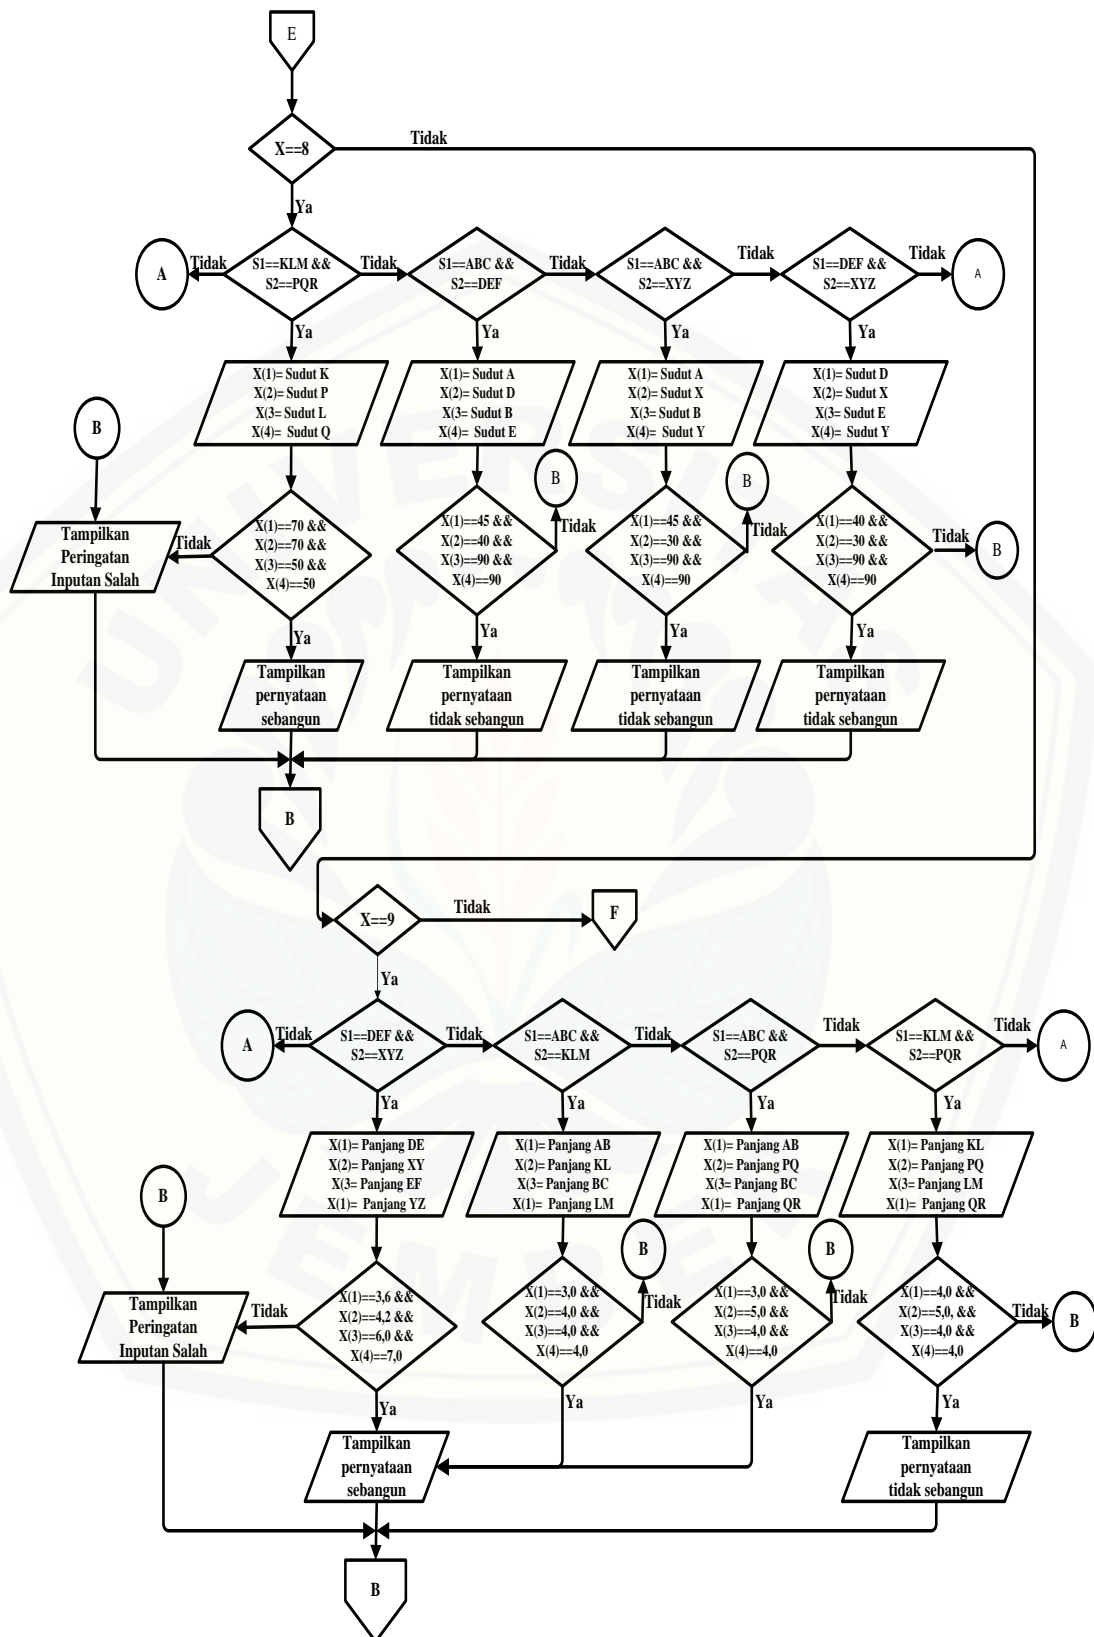 E
X==8
Tidak
Ya
A
Tidak
S1==KLM &&
S2==PQR
Tidak
S1==ABC &&
S2==DEF
Tidak
S1==ABC &&
S2==XYZ
Tidak
S1==DEF &&
S2==XYZ
Tidak
A
Ya
Ya
Ya
Ya
X(1)= Sudut K
X(2)= Sudut P
X(3= Sudut L
X(4)= Sudut Q
X(1)= Sudut A
X(2)= Sudut D
X(3= Sudut B
X(4)= Sudut E
X(1)= Sudut A
X(2)= Sudut X
X(3= Sudut B
X(4)= Sudut Y
X(1)= Sudut D
X(2)= Sudut X
X(3= Sudut E
X(4)= Sudut Y
B
B
B
Tampilkan
Peringatan
Inputan Salah
Tidak
X(1)==70 &&
X(2)==70 &&
X(3)==50 &&
X(4)==50
X(1)==45 &&
X(2)==40 &&
X(3)==90 &&
X(4)==90
Tidak
X(1)==45 &&
X(2)==30 &&
X(3)==90 &&
X(4)==90
Tidak
X(1)==40 &&
X(2)==30 &&
X(3)==90 &&
X(4)==90
Tidak
B
Ya
Ya
Ya
Ya
Tampilkan
pernyataan
sebangun
Tampilkan
pernyataan
tidak sebangun
Tampilkan
pernyataan
tidak sebangun
Tampilkan
pernyataan
tidak sebangun
B
X==9
Tidak
F
Ya
A
Tidak
S1==DEF &&
S2==XYZ
Tidak
S1==ABC &&
S2==KLM
Tidak
S1==ABC &&
S2==PQR
Tidak
S1==KLM &&
S2==PQR
Tidak
A
Ya
Ya
Ya
Ya
X(1)= Panjang DE
X(2)= Panjang XY
X(3= Panjang EF
X(1)= Panjang YZ
X(1)= Panjang AB
X(2)= Panjang KL
X(3= Panjang BC
X(1)= Panjang LM
X(1)= Panjang AB
X(2)= Panjang PQ
X(3= Panjang BC
X(1)= Panjang QR
X(1)= Panjang KL
X(2)= Panjang PQ
X(3= Panjang LM
X(1)= Panjang QR
B
B
B
Tampilkan
Peringatan
Inputan Salah
Tidak
X(1)==3,6 &&
X(2)==4,2 &&
X(3)==6,0 &&
X(4)==7,0
X(1)==3,0 &&
X(2)==4,0 &&
X(3)==4,0 &&
X(4)==4,0
Tidak
X(1)==3,0 &&
X(2)==5,0 &&
X(3)==4,0 &&
X(4)==4,0
Tidak
X(1)==4,0 &&
X(2)==5,0, &&
X(3)==4,0 &&
X(4)==4,0
Tidak
B
Ya
Ya
Ya
Ya
Tampilkan
pernyataan
sebangun
Tampilkan
pernyataan
tidak sebangun
B
UNIVERSITAS
JEMBER